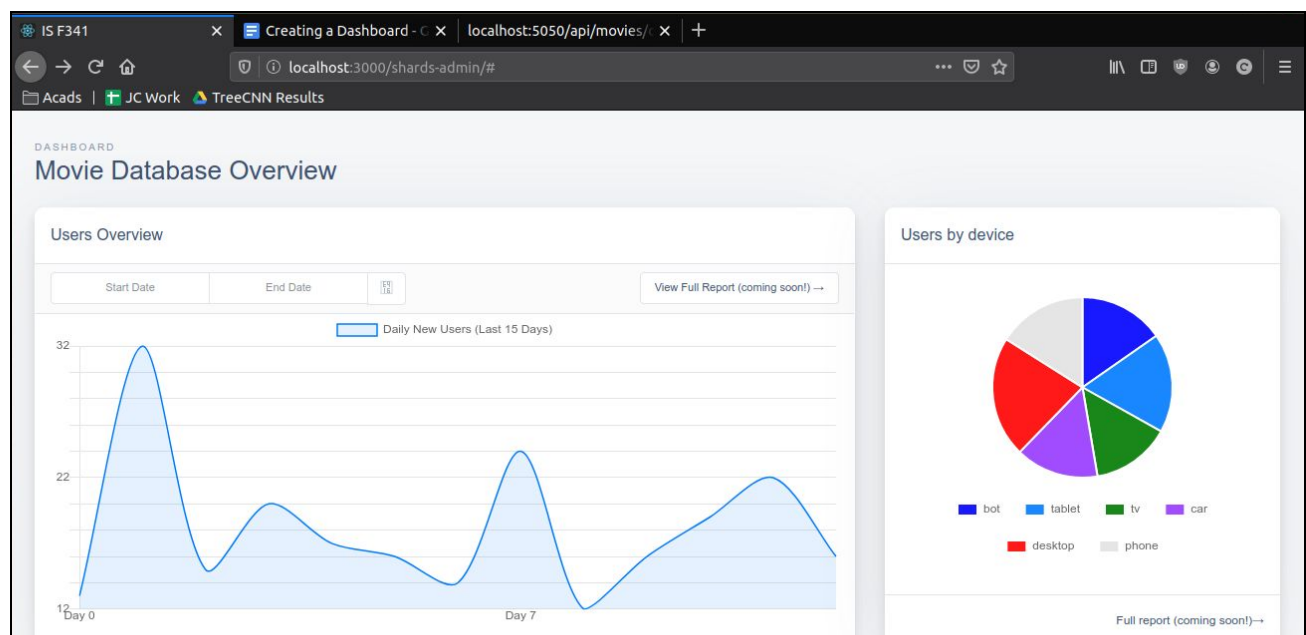 IS F341
Creating a Dashboard - G
localhost:5050/api/movies/
localhost:3000/shards-admin/#
Acads
JC Work
TreeCNN Results
DASHBOARD
Movie Database Overview
Users Overview
Start Date
End Date
View Full Report (coming soon!) →
Daily New Users (Last 15 Days)
32
22
12
Day 0
Day 7
Users by device
bot
tablet
tv
car
desktop
phone
Full report (coming soon!)→